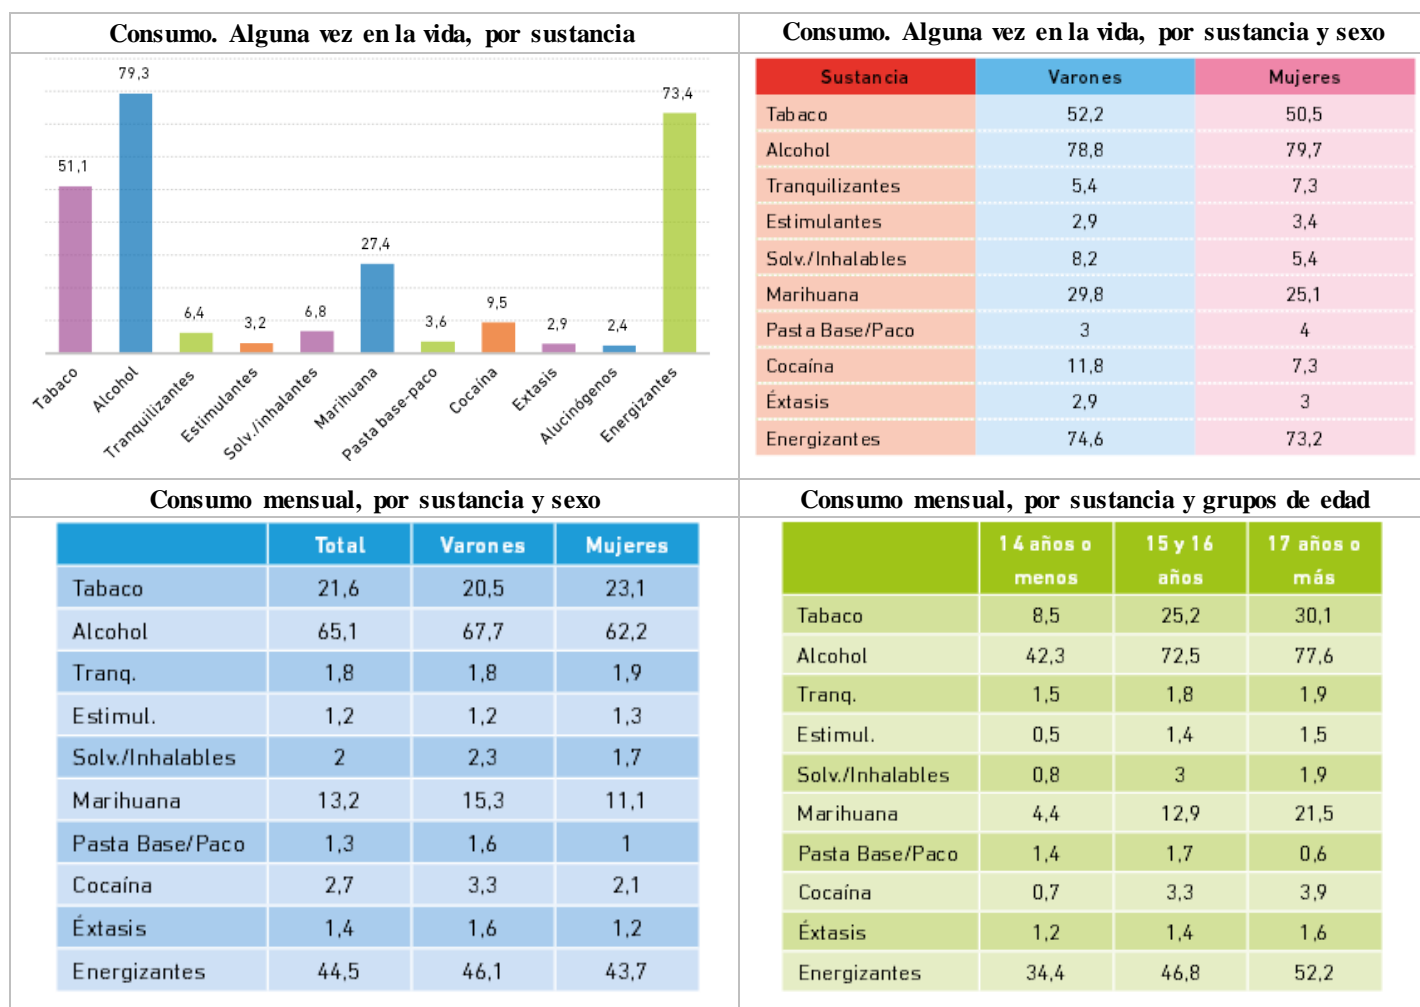 Consumo. Alguna vez en la vida, por sustancia
79,3
73,4
51,1
27,4
6,4
3,2
6,8
3,6
9,5
2,9
2,4
Tabaco
Alcohol
Tranquilizantes
Estimulantes
Solv./inhalantes
Marihuana
Pasta base-paco
Cocaína
Extasis
Alucinógenos
Energizantes
Consumo. Alguna vez en la vida, por sustancia y sexo
Sustancia Varones Mujeres
Tabaco 52,2 50,5
Alcohol 78,8 79,7
Tranquilizantes 5,4 7,3
Estimulantes 2,9 3,4
Solv./Inhalables 8,2 5,4
Marihuana 29,8 25,1
Pasta Base/Paco 3 4
Cocaína 11,8 7,3
Éxtasis 2,9 3
Energizantes 74,6 73,2
Consumo mensual, por sustancia y sexo
Total Varones Mujeres
Tabaco 21,6 20,5 23,1
Alcohol 65,1 67,7 62,2
Tranq. 1,8 1,8 1,9
Estimul. 1,2 1,2 1,3
Solv./Inhalables 2 2,3 1,7
Marihuana 13,2 15,3 11,1
Pasta Base/Paco 1,3 1,6 1
Cocaína 2,7 3,3 2,1
Éxtasis 1,4 1,6 1,2
Energizantes 44,5 46,1 43,7
Consumo mensual, por sustancia y grupos de edad
14 años o 15 y 16 17 años o
menos años más
Tabaco 8,5 25,2 30,1
Alcohol 42,3 72,5 77,6
Tranq. 1,5 1,8 1,9
Estimul. 0,5 1,4 1,5
Solv./Inhalables 0,8 3 1,9
Marihuana 4,4 12,9 21,5
Pasta Base/Paco 1,4 1,7 0,6
Cocaína 0,7 3,3 3,9
Éxtasis 1,2 1,4 1,6
Energizantes 34,4 46,8 52,2